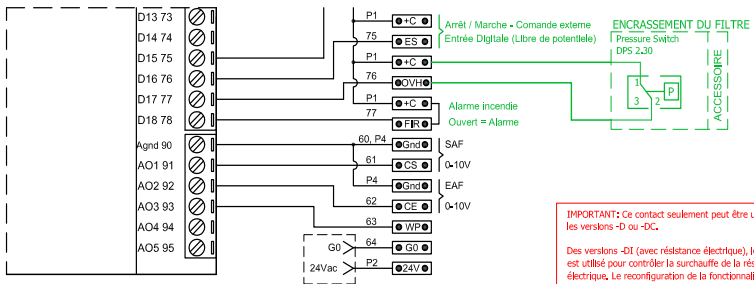 D13 73
D14 74
D15 75
D16 76
D17 77
D18 78
Agnd 90
AO1 91
AO2 92
AO3 93
AO4 94
AO5 95
P1
+C
75
ES
Arrêt / Marche - Comande externe
Entrée Digitale (Libre de potentiele)
P1
+C
76
OVH
P1
+C
77
FIR
Alarme incendie
Ouvert = Alarme
60, P4
Gnd
SAF
61
CS
0-10V
P4
Gnd
EAF
62
CE
0-10V
63
WP
G0
64
G0
24Vac
P2
24V
ENCRASSEMENT DU FILTRE
Pressure Switch
DPS 2.30
1
3
2
P
ACCESSOIRE
IMPORTANT: Ce contact seulement peut être u
les versions -D ou -DC.
Des versions -DI (avec résistance électrique), le
est utilisé pour contrôler la surchauffe de la rés
électrique. Le reconfiguration de la fonctionnali